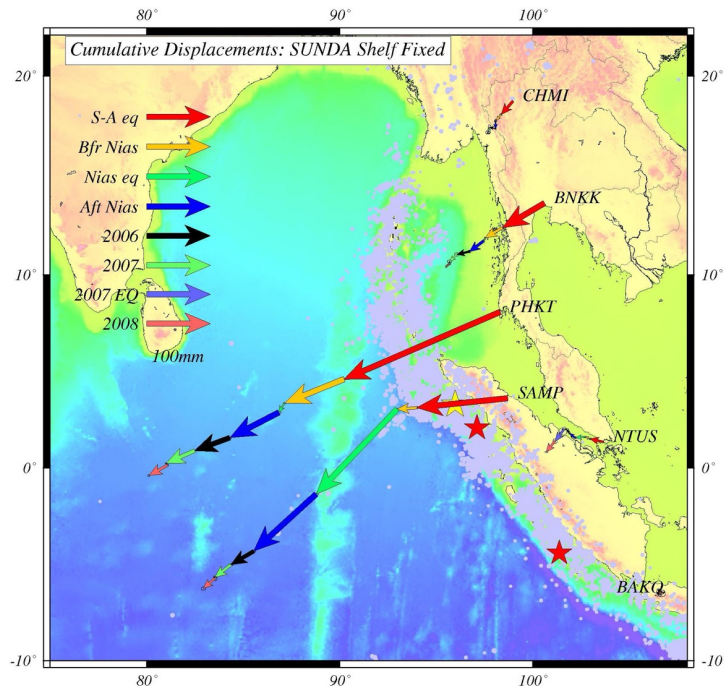 80°
90°
100°
Cumulative Displacements: SUNDA Shelf Fixed
20°
20°
CHMI
S-A eq
Bfr Nias
Nias eq
BNKK
Aft Nias
2006
2007
10°
10°
2007 EQ
PHKT
2008
100mm
SAMP
NTUS
0°
0°
BAKO
-10°
-10
80°
90°
100°